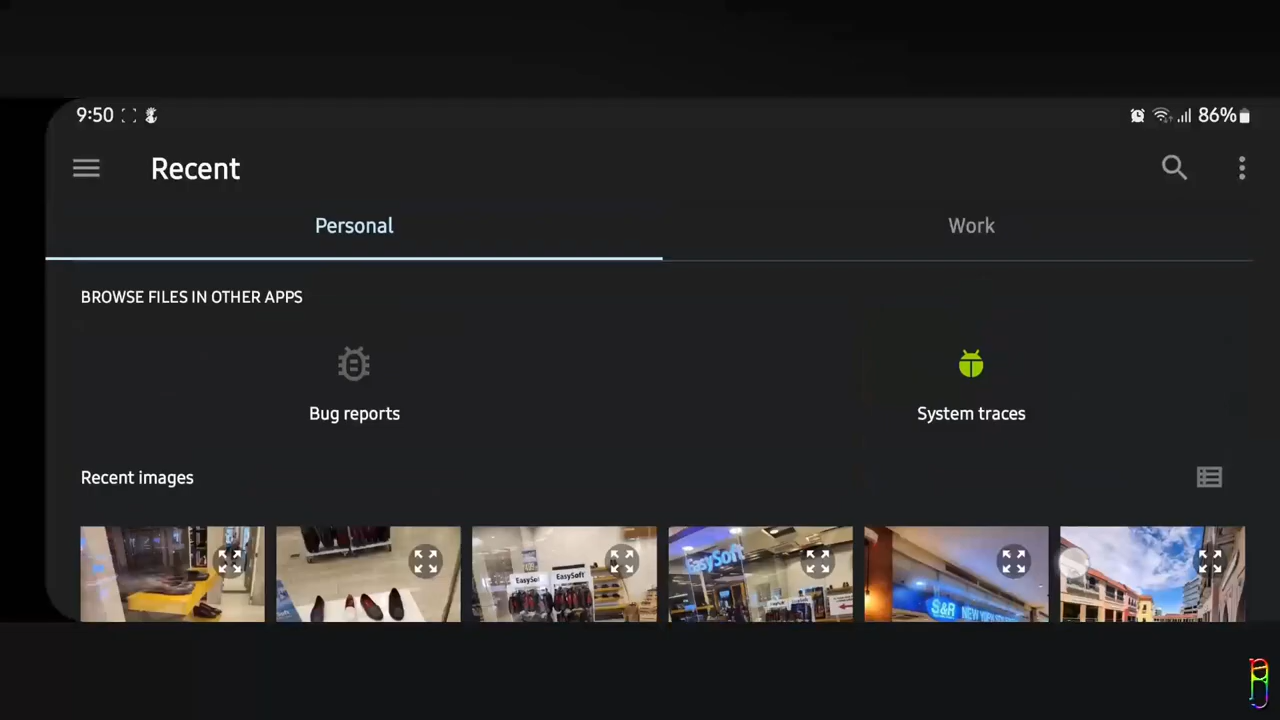 9:50 86%
Recent
Personal Work
BROWSE FILES IN OTHER APPS
Bug reports System traces
Recent images
EasySoft EasySoft
EasySoft
S&R NEW YORK